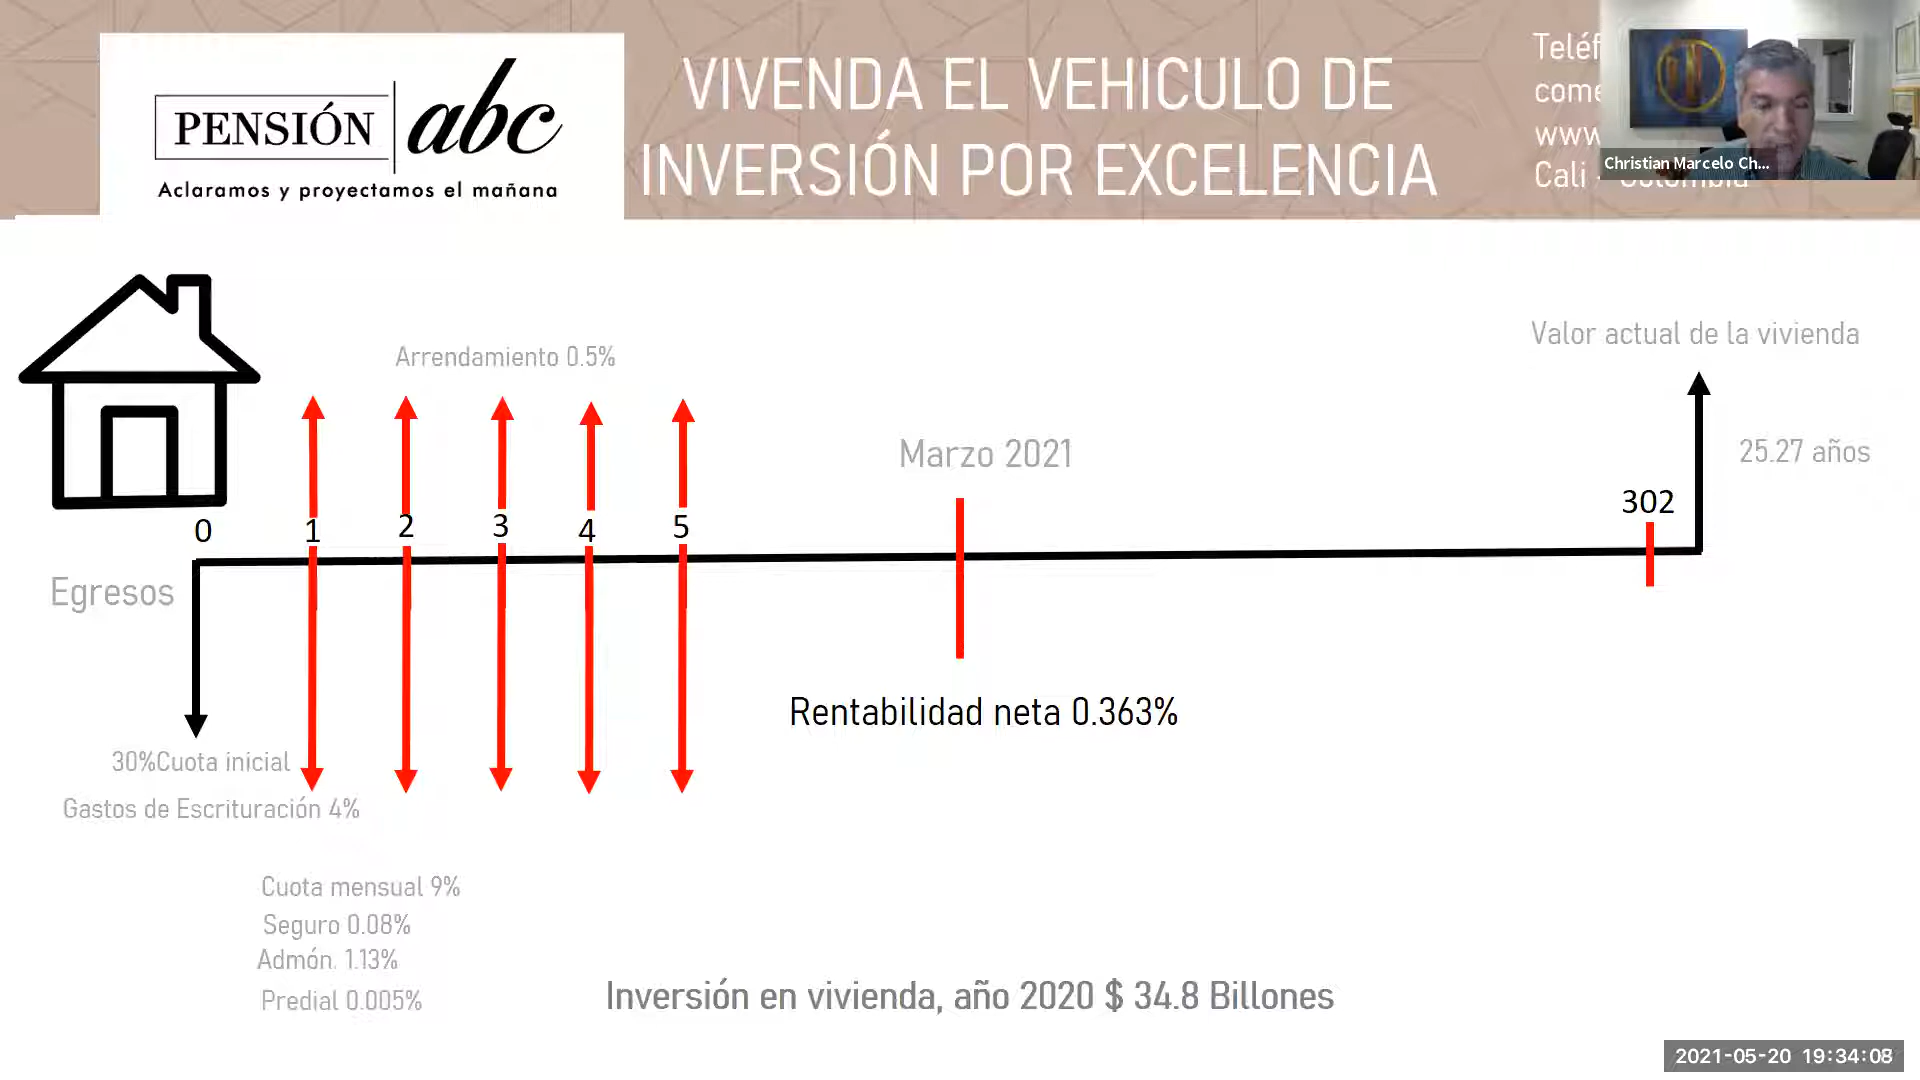 PENSIÓN abc
Aclaramos y proyectamos el mañana
VIVENDA EL VEHICULO DE
INVERSIÓN POR EXCELENCIA
Cali
Christian Marcelo Ch...
Arrendamiento 0.5%
Valor actual de la vivienda
Marzo 2021
25.27 años
302
0 1 2 3 4 5
Egresos
Rentabilidad neta 0.363%
30%Cuota inicial
Gastos de Escrituración 4%
Cuota mensual 9%
Seguro 0.08%
Admón. 1.13%
Predial 0.005%
Inversión en vivienda, año 2020 $ 34.8 Billones
2021-05-20 19:34:08